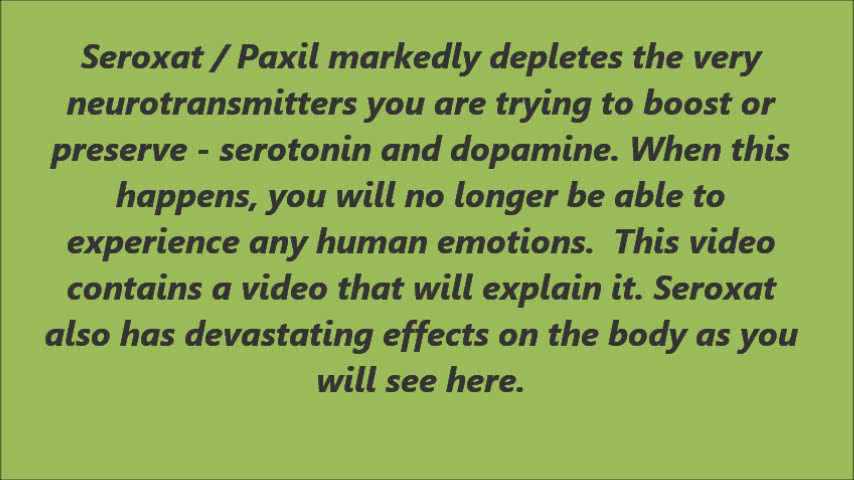 Seroxat / Paxil markedly depletes the very
neurotransmitters you are trying to boost or
preserve - serotonin and dopamine. When this
happens, you will no longer be able to
experience any human emotions.  This video
contains a video that will explain it. Seroxat
also has devastating effects on the body as you
will see here.